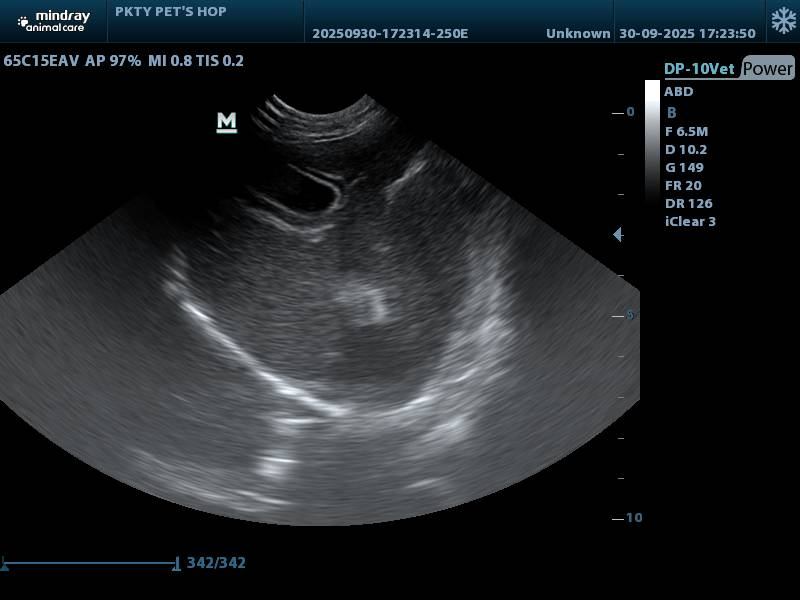 mindray
animal care
PKTY PET'S HOP
20250930-172314-250E
Unknown
30-09-2025 17:23:50
65C15EAV AP 97% MI 0.8 TIS 0.2
DP-10Vet
Power
ABD
B
F 6.5M
D 10.2
G 149
FR 20
DR 126
iClear 3
M
0
5
10
342/342